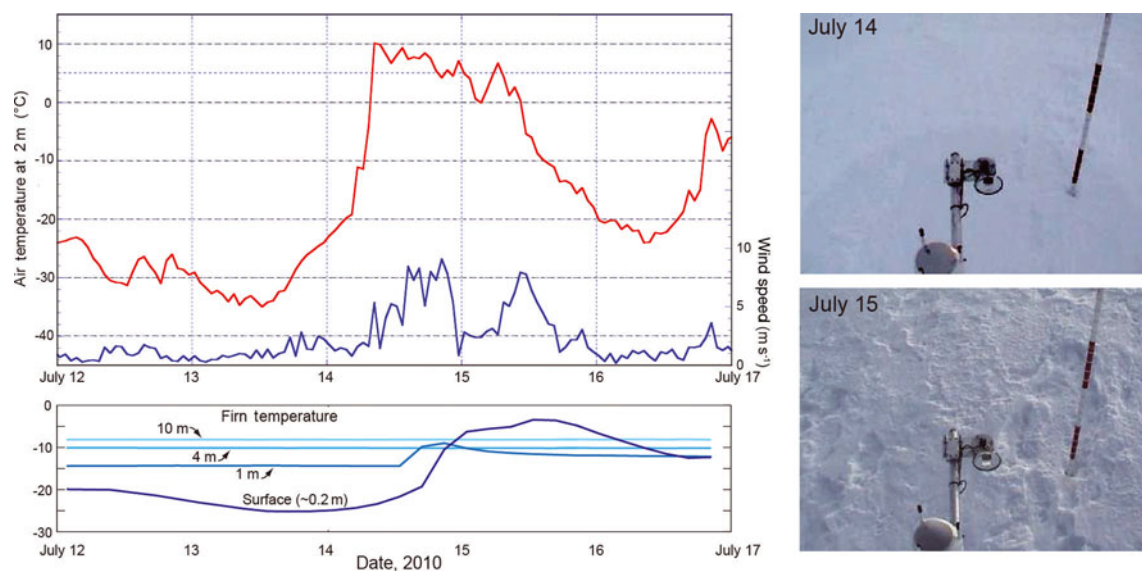 Air temperature at 2 m (°C)
10
0
-10
-20
-30
-40
Wind speed (m s⁻¹)
10
5
0
July 12
13
14
15
16
July 17
Firn temperature
10 m
4 m
1 m
Surface (~0.2 m)
0
-10
-20
-30
July 12
13
14
15
16
July 17
Date, 2010
July 14
July 15